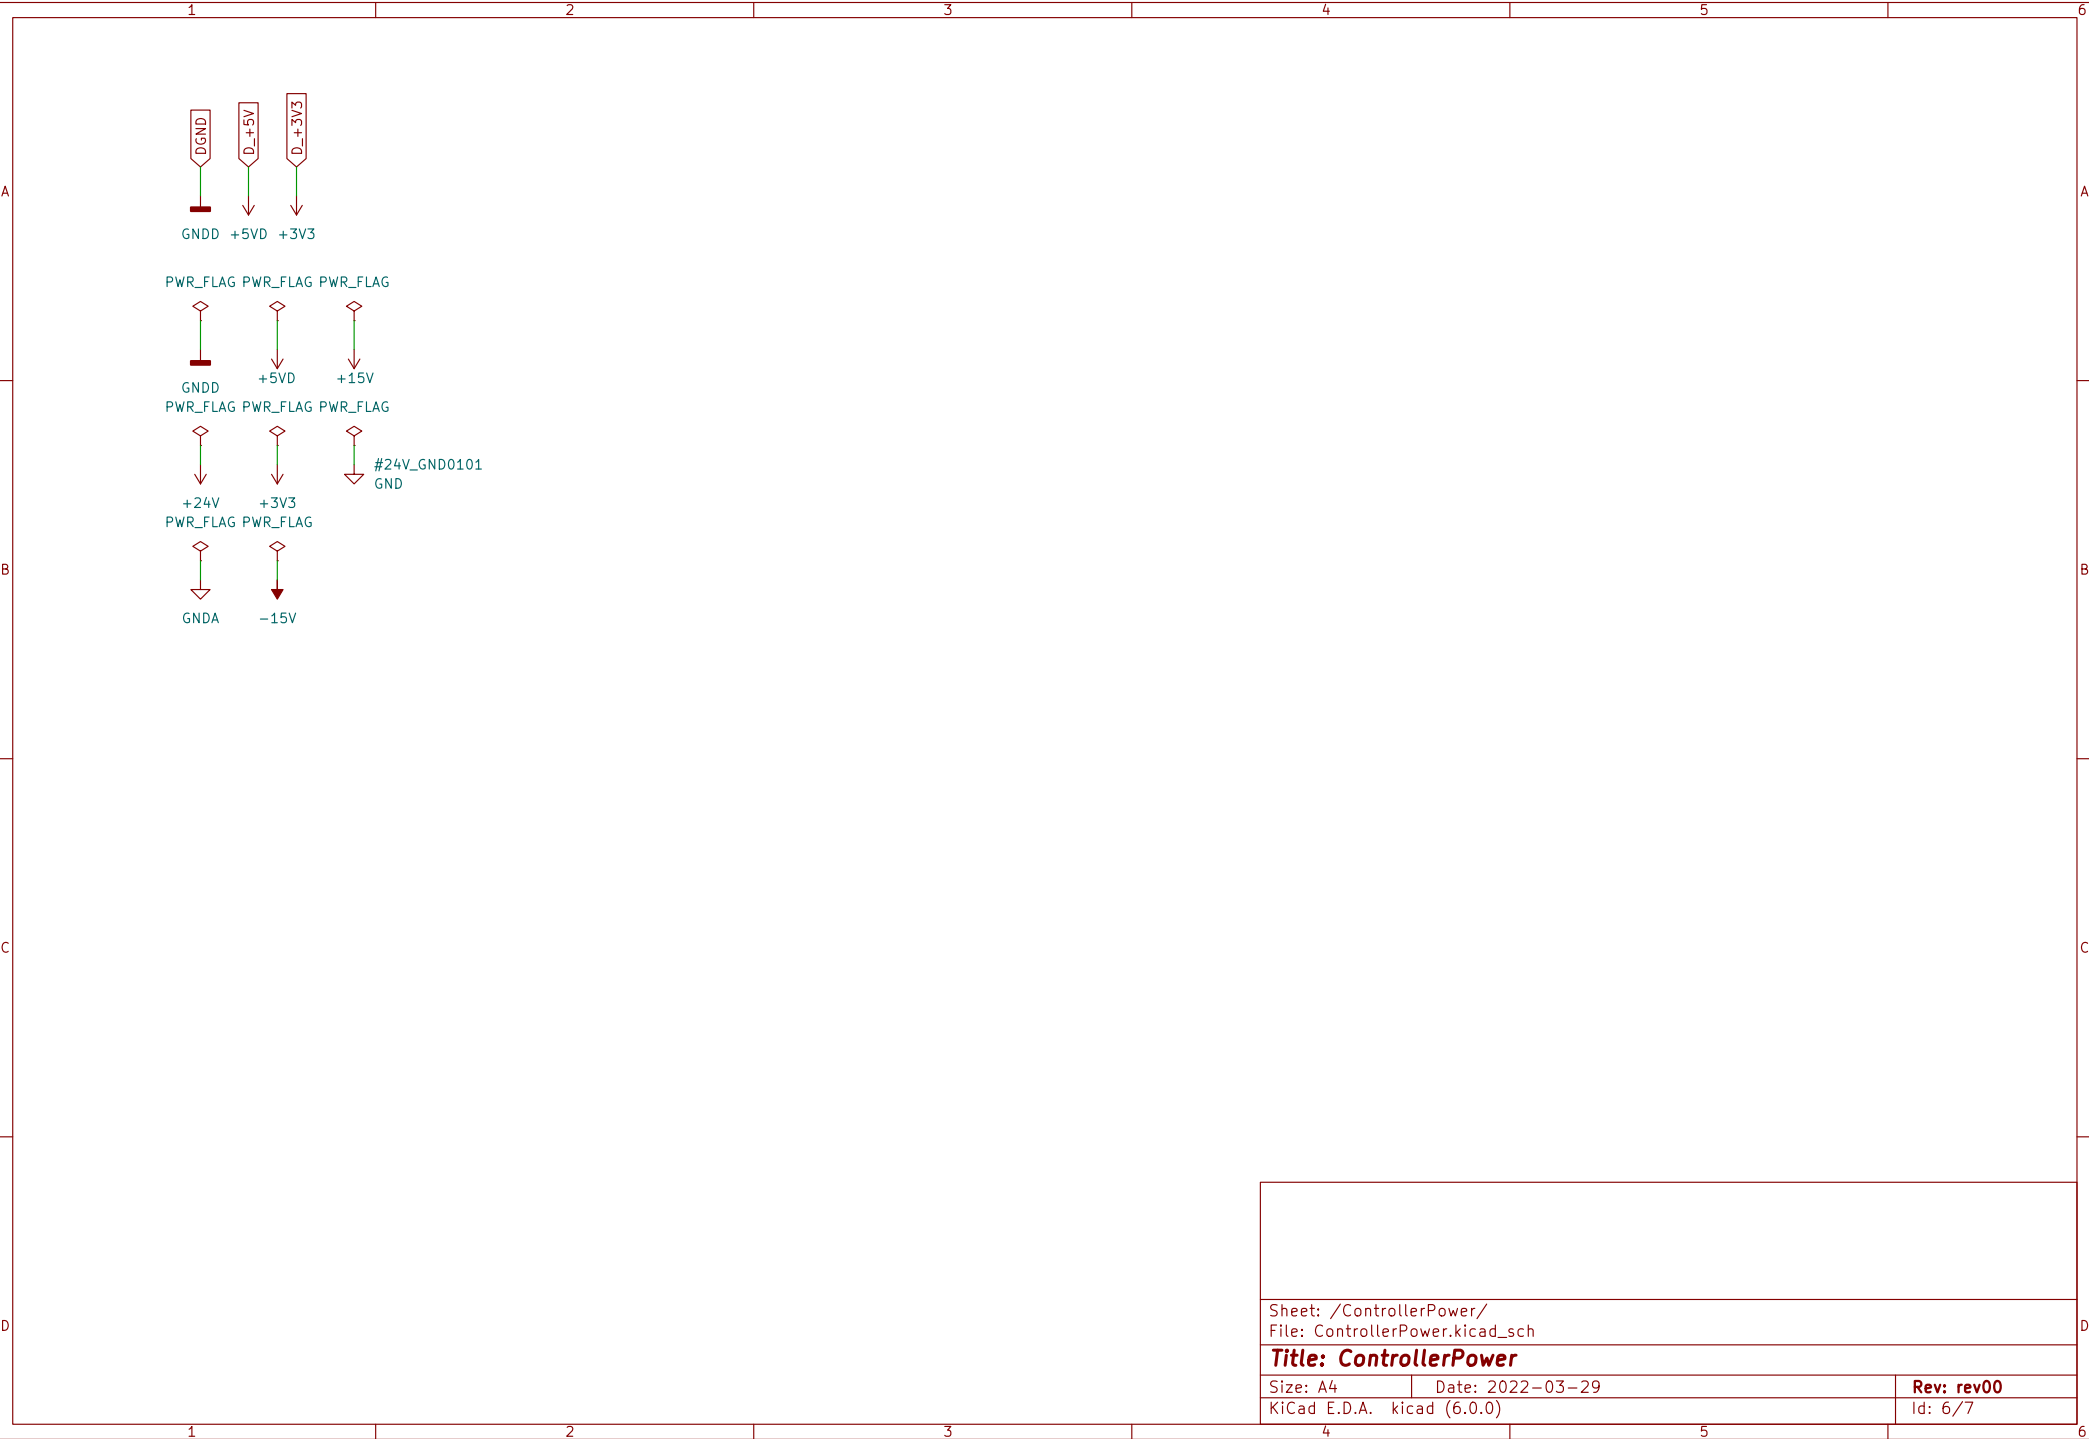 1 2 3 4 5 6
DGND D_+5V D_+3V3
A A
GNDD +5VD +3V3
PWR_FLAG PWR_FLAG PWR_FLAG
+5VD +15V
GNDD
PWR_FLAG PWR_FLAG PWR_FLAG
#24V_GND0101
GND
+24V +3V3
PWR_FLAG PWR_FLAG
B B
GNDA -15V
C C
Sheet: /ControllerPower/
D D
File: ControllerPower.kicad_sch
Title: ControllerPower
Size: A4 Date: 2022-03-29 Rev: rev00
KiCad E.D.A. kicad (6.0.0) Id: 6/7
1 2 3 4 5 6